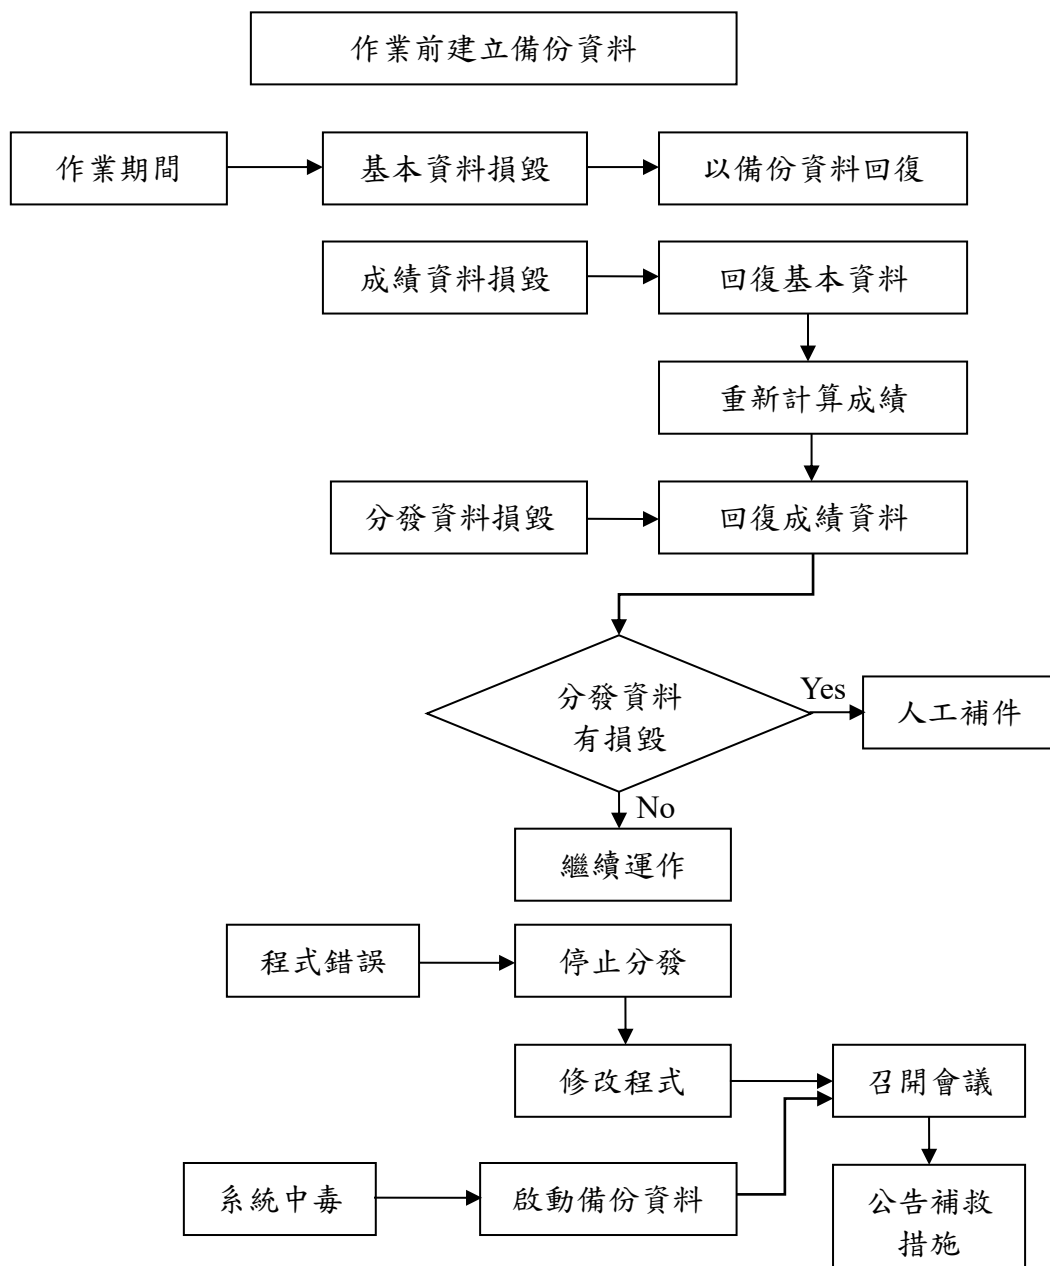 作業前建立備份資料
作業期間
基本資料損毀
以備份資料回復
成績資料損毀
回復基本資料
重新計算成績
分發資料損毀
回復成績資料
分發資料
有損毀
Yes
人工補件
No
繼續運作
程式錯誤
停止分發
修改程式
召開會議
系統中毒
啟動備份資料
公告補救
措施